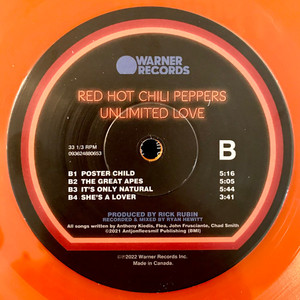 WARNER
RECORDS
RED HOT CHILI PEPPERS
UNLIMITED LOVE
33 1/3 RPM
093624880653
B
B1 POSTER CHILD 5:16
B2 THE GREAT APES 5:05
B3 IT'S ONLY NATURAL 5:44
B4 SHE'S A LOVER 3:41
PRODUCED BY RICK RUBIN
RECORDED & MIXED BY RYAN HEWITT
All songs written by Anthony Kiedis, Flea, John Frusciante, Chad Smith
©2021 Antjomfleesmif Publishing (BMI)
℗©2022 Warner Records Inc.
Made in Canada.